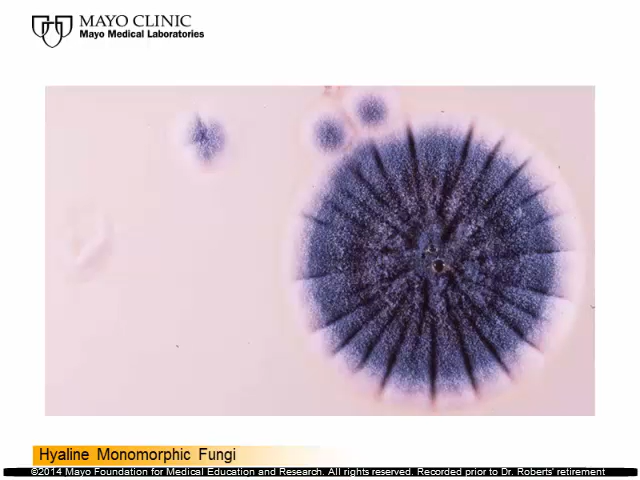 MAYO CLINIC
Mayo Medical Laboratories
Hyaline Monomorphic Fungi
©2014 Mayo Foundation for Medical Education and Research. All rights reserved. Recorded prior to Dr. Roberts' retirement